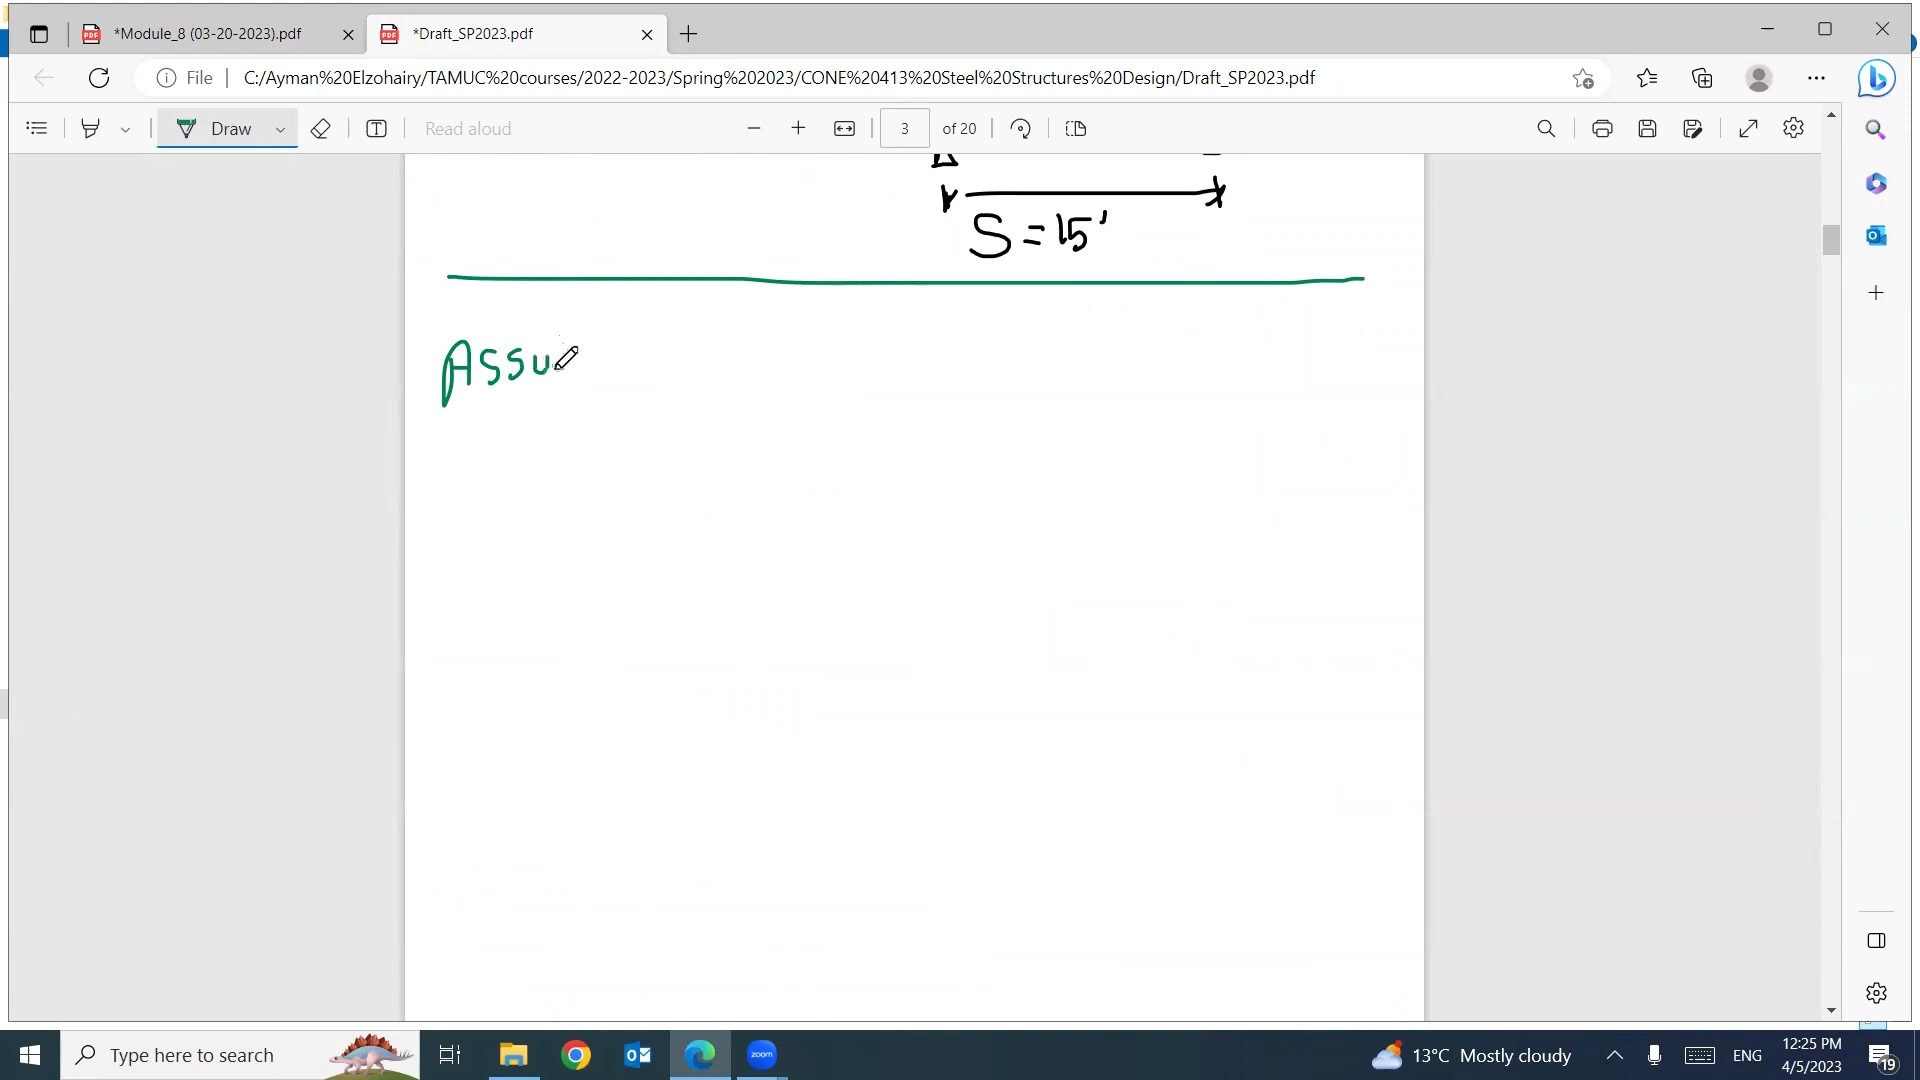 *Module_8 (03-20-2023).pdf
*Draft_SP2023.pdf
File
C:/Ayman%20Elzohairy/TAMUC%20courses/2022-2023/Spring%202023/CONE%20413%20Steel%20Structures%20Design/Draft_SP2023.pdf
Draw
Read aloud
3
of 20
S = 15'
Assu
Type here to search
zoom
13°C Mostly cloudy
ENG
12:25 PM
4/5/2023
19